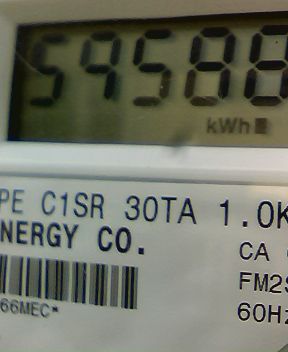 59588
kWh
PE C1SR 30TA 1.0K
NERGY CO.
CA
FM2S
60Hz
66MEC*